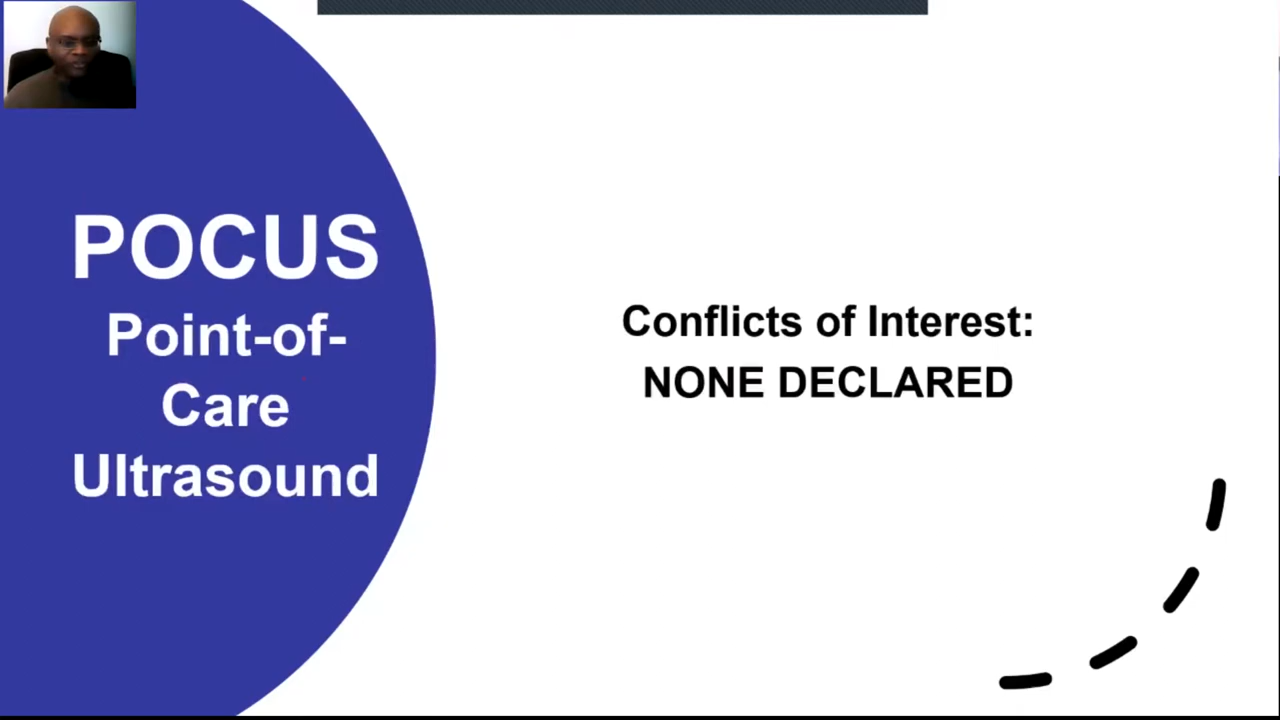 POCUS
Point-of-
Care
Ultrasound
Conflicts of Interest:
NONE DECLARED